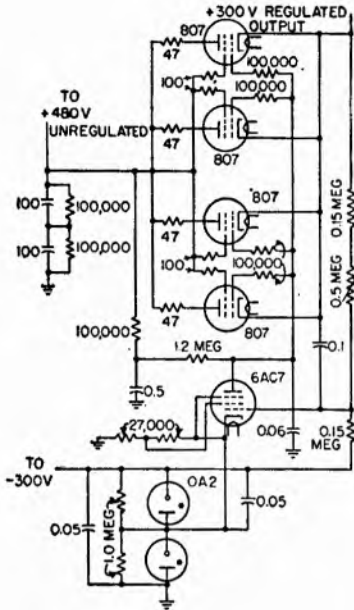 +300 V REGULATED
OUTPUT
807
47
100,000
100
100,000
TO
+480V
UNREGULATED
47
807
100
100,000
100
100,000
807
100
100,000
47
807
0.15 MEG
0.5 MEG
100,000
1.2 MEG
0.1
6AC7
0.5
27,000
0.06
0.15
MEG
TO
-300V
0A2
0.05
0.05
1.0 MEG